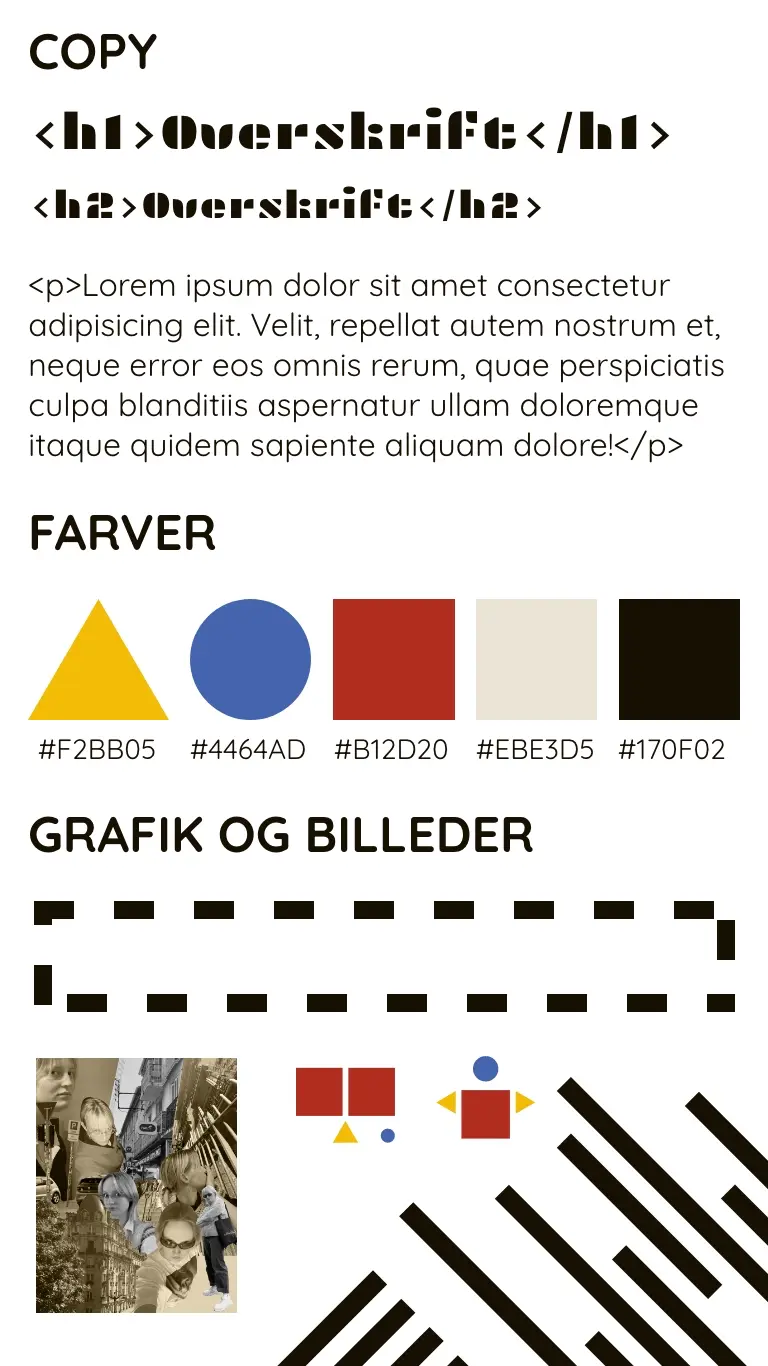 COPY
<h1>Overskrift</h1>
<h2>Overskrift</h2>
<p>Lorem ipsum dolor sit amet consectetur
adipisicing elit. Velit, repellat autem nostrum et,
neque error eos omnis rerum, quae perspiciatis
culpa blanditiis aspernatur ullam doloremque
itaque quidem sapiente aliquam dolore!</p>
FARVER
#F2BB05 #4464AD #B12D20 #EBE3D5 #170F02
GRAFIK OG BILLEDER